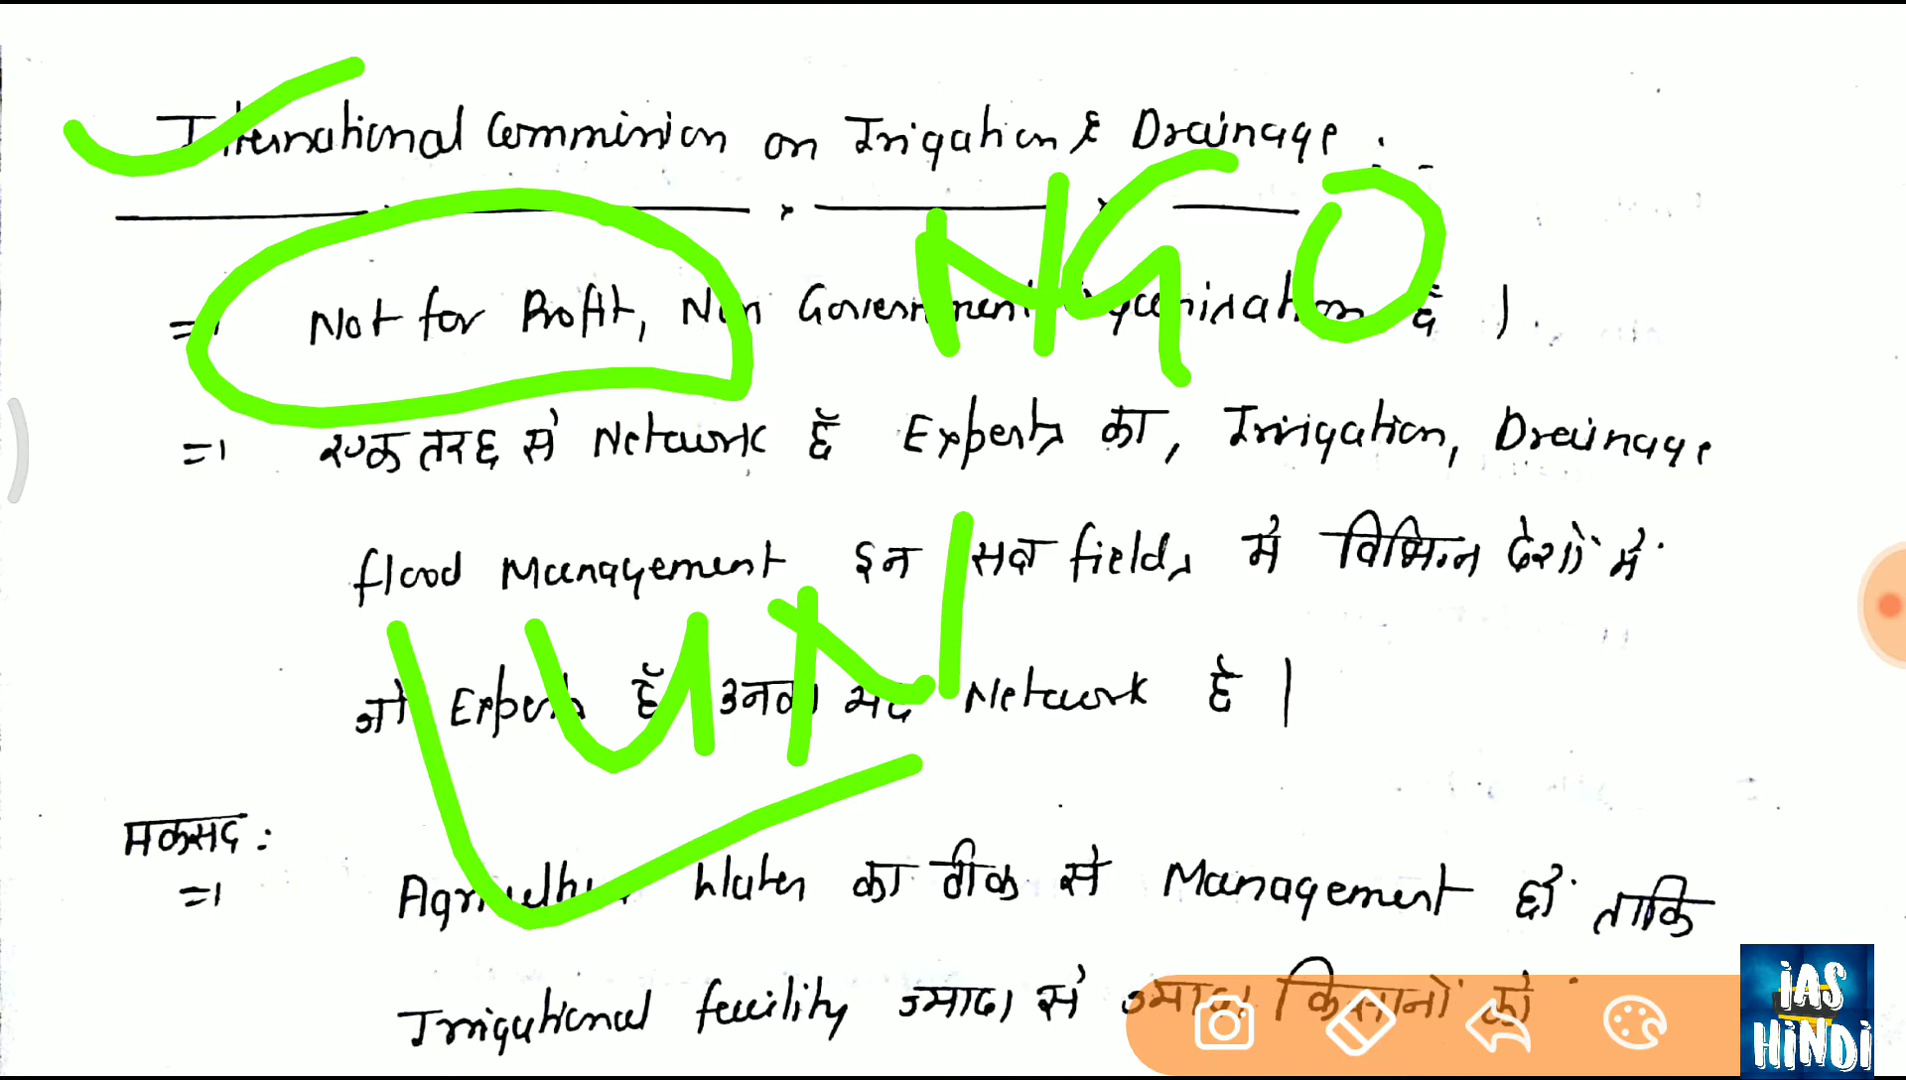 International Commission on Irrigation & Drainage :-
NGO
=> Not for Profit, Non Government Organization है |
=> एक तरह से Network है Experts का, Irrigation, Drainage
flood Management इन सब fields में विभिन्न देशों में
UN
जो Experts है उनका यह Network है |
मकसद :
=> Agriculture Water का ठीक से Management हो ताकि
Irrigational facility ज्यादा से ज्यादा किसानों को
iAS
HiNDi